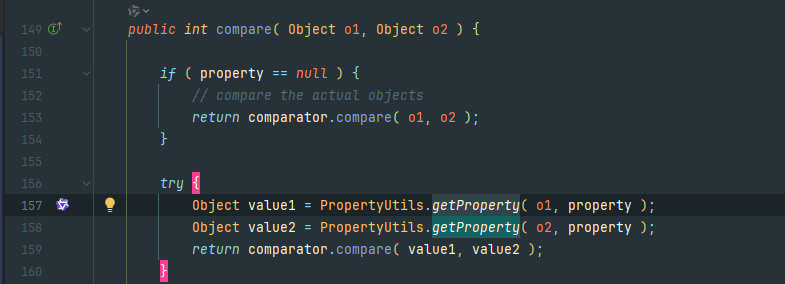 149 public int compare( Object o1, Object o2 ) {
150
151 if ( property == null ) {
152 // compare the actual objects
153 return comparator.compare( o1, o2 );
154 }
155
156 try {
157 Object value1 = PropertyUtils.getProperty( o1, property );
158 Object value2 = PropertyUtils.getProperty( o2, property );
159 return comparator.compare( value1, value2 );
160 }